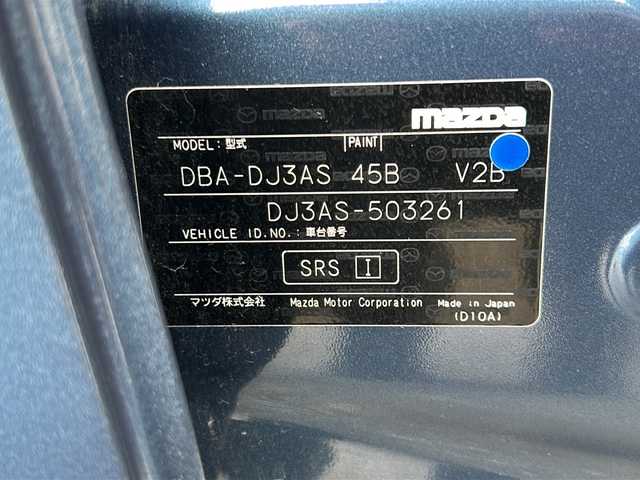 mazda
MODEL:型式 PAINT
DBA-DJ3AS 45B V2B
DJ3AS-503261
VEHICLE ID.NO.:車台番号
SRS I
マツダ株式会社 Mazda Motor Corporation Made in Japan
(D10A)